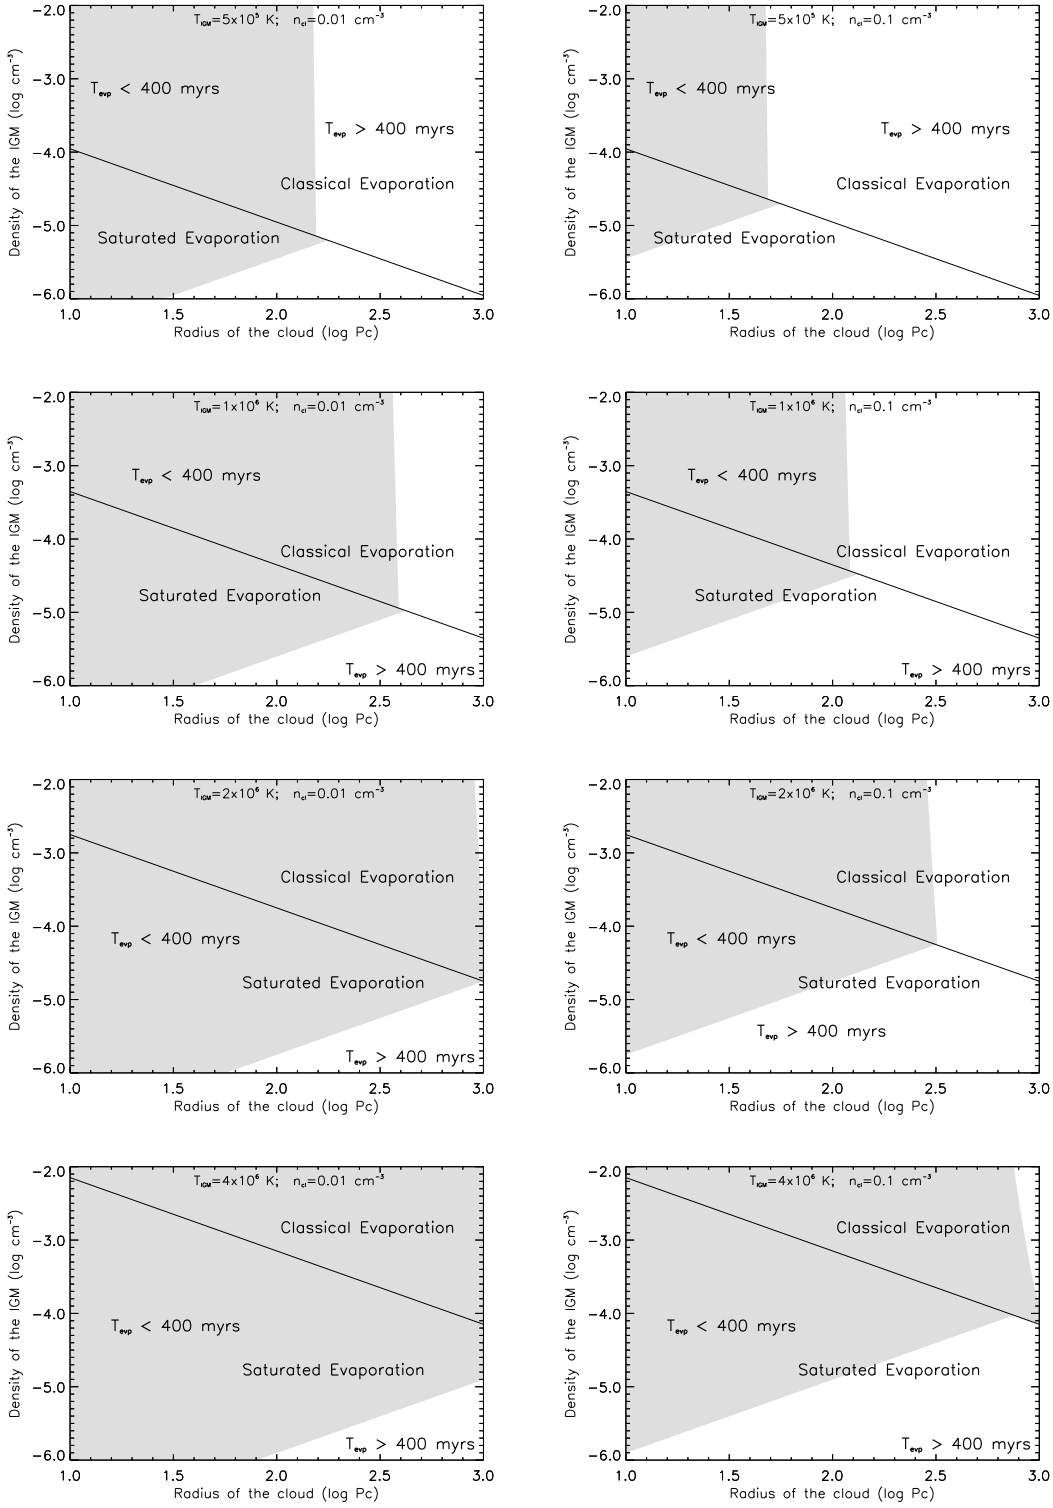 T_IGM=5x10^5 K; n_cl=0.01 cm^-3
T_evp < 400 myrs
T_evp > 400 myrs
Classical Evaporation
Saturated Evaporation
Density of the IGM (log cm^-3)
-2.0
-3.0
-4.0
-5.0
-6.0
1.0 1.5 2.0 2.5 3.0
Radius of the cloud (log Pc)
T_IGM=5x10^5 K; n_cl=0.1 cm^-3
T_evp < 400 myrs
T_evp > 400 myrs
Classical Evaporation
Saturated Evaporation
Density of the IGM (log cm^-3)
-2.0
-3.0
-4.0
-5.0
-6.0
1.0 1.5 2.0 2.5 3.0
Radius of the cloud (log Pc)
T_IGM=1x10^6 K; n_cl=0.01 cm^-3
T_evp < 400 myrs
Classical Evaporation
Saturated Evaporation
T_evp > 400 myrs
Density of the IGM (log cm^-3)
-2.0
-3.0
-4.0
-5.0
-6.0
1.0 1.5 2.0 2.5 3.0
Radius of the cloud (log Pc)
T_IGM=1x10^6 K; n_cl=0.1 cm^-3
T_evp < 400 myrs
Classical Evaporation
Saturated Evaporation
T_evp > 400 myrs
Density of the IGM (log cm^-3)
-2.0
-3.0
-4.0
-5.0
-6.0
1.0 1.5 2.0 2.5 3.0
Radius of the cloud (log Pc)
T_IGM=2x10^6 K; n_cl=0.01 cm^-3
Classical Evaporation
T_evp < 400 myrs
Saturated Evaporation
T_evp > 400 myrs
Density of the IGM (log cm^-3)
-2.0
-3.0
-4.0
-5.0
-6.0
1.0 1.5 2.0 2.5 3.0
Radius of the cloud (log Pc)
T_IGM=2x10^6 K; n_cl=0.1 cm^-3
Classical Evaporation
T_evp < 400 myrs
Saturated Evaporation
T_evp > 400 myrs
Density of the IGM (log cm^-3)
-2.0
-3.0
-4.0
-5.0
-6.0
1.0 1.5 2.0 2.5 3.0
Radius of the cloud (log Pc)
T_IGM=4x10^6 K; n_cl=0.01 cm^-3
Classical Evaporation
T_evp < 400 myrs
Saturated Evaporation
T_evp > 400 myrs
Density of the IGM (log cm^-3)
-2.0
-3.0
-4.0
-5.0
-6.0
1.0 1.5 2.0 2.5 3.0
Radius of the cloud (log Pc)
T_IGM=4x10^6 K; n_cl=0.1 cm^-3
Classical Evaporation
T_evp < 400 myrs
Saturated Evaporation
T_evp > 400 myrs
Density of the IGM (log cm^-3)
-2.0
-3.0
-4.0
-5.0
-6.0
1.0 1.5 2.0 2.5 3.0
Radius of the cloud (log Pc)